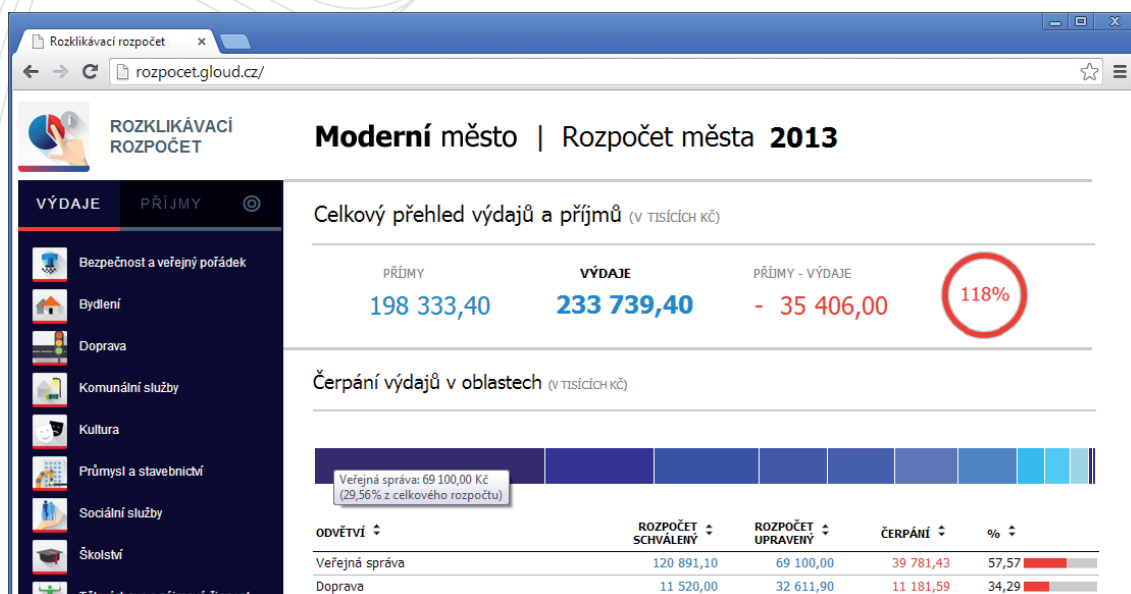 Rozklikávací rozpočet
rozpocet.gloud.cz/
ROZKLIKÁVACÍ
ROZPOČET
Moderní město | Rozpočet města 2013
VÝDAJE PŘÍJMY
Bezpečnost a veřejný pořádek
Bydlení
Doprava
Komunální služby
Kultura
Průmysl a stavebnictví
Sociální služby
Školství
Celkový přehled výdajů a příjmů (V TISÍCÍCH KČ)
PŘÍJMY VÝDAJE PŘÍJMY - VÝDAJE
198 333,40 233 739,40 - 35 406,00 118%
Čerpání výdajů v oblastech (V TISÍCÍCH KČ)
Veřejná správa: 69 100,00 Kč
(29,56% z celkového rozpočtu)
ODVĚTVÍ ROZPOČET SCHVÁLENÝ ROZPOČET UPRAVENÝ ČERPÁNÍ %
Veřejná správa 120 891,10 69 100,00 39 781,43 57,57
Doprava 11 520,00 32 611,90 11 181,59 34,29